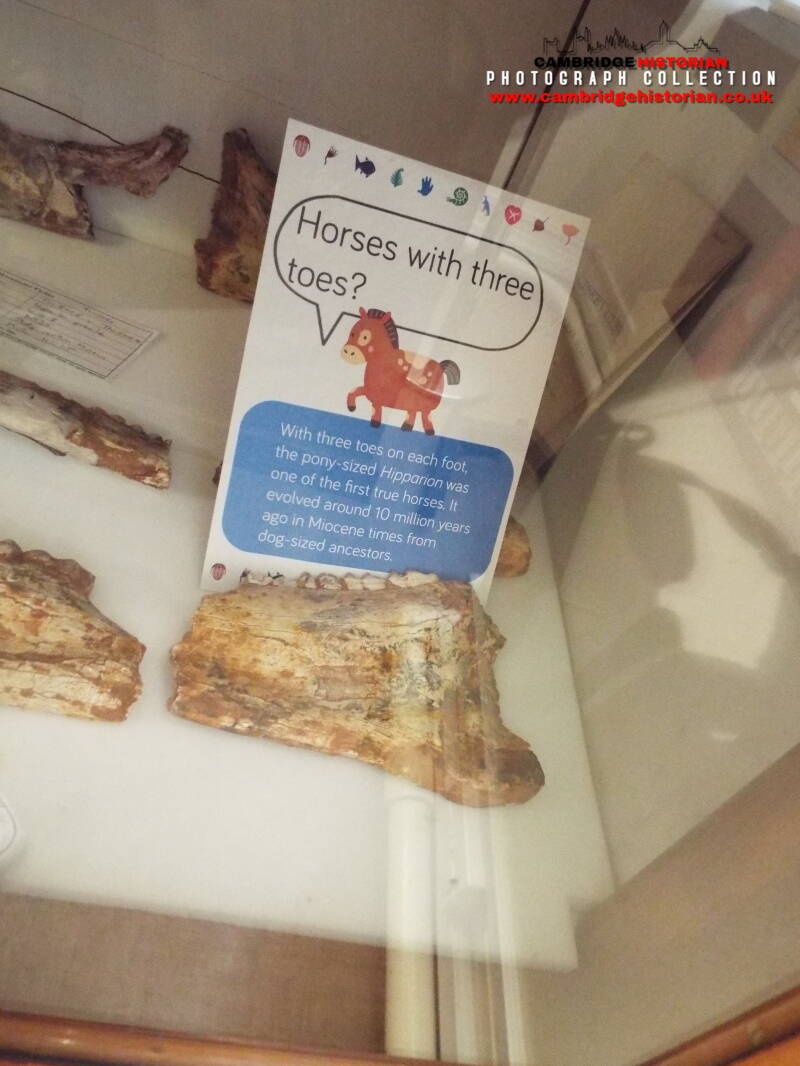 CAMBRIDGE HISTORIAN
PHOTOGRAPH COLLECTION
www.cambridgehistorian.co.uk
Horses with three
toes?
With three toes on each foot,
the pony-sized Hipparion was
one of the first true horses. It
evolved around 10 million years
ago in Miocene times from
dog-sized ancestors.